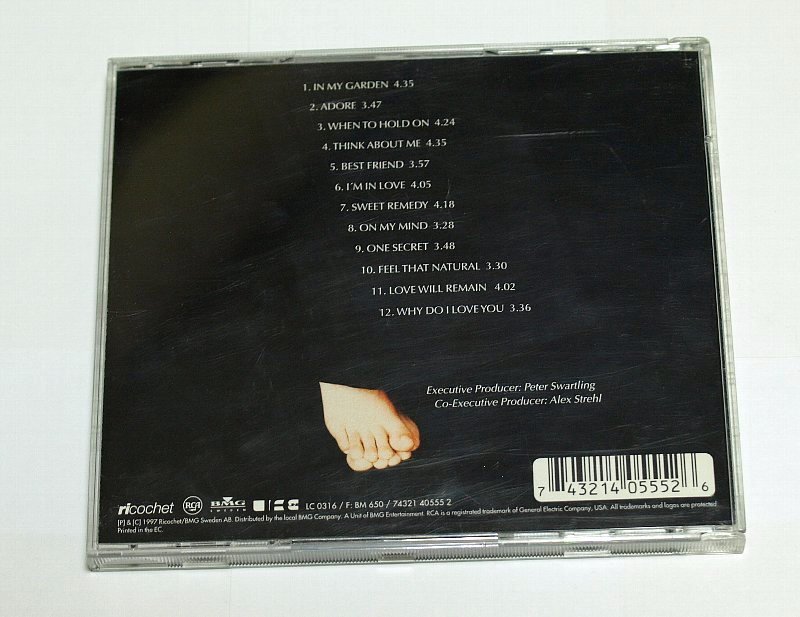 1. IN MY GARDEN 4.35
2. ADORE 3.47
3. WHEN TO HOLD ON 4.24
4. THINK ABOUT ME 4.35
5. BEST FRIEND 3.57
6. I'M IN LOVE 4.05
7. SWEET REMEDY 4.18
8. ON MY MIND 3.28
9. ONE SECRET 3.48
10. FEEL THAT NATURAL 3.30
11. LOVE WILL REMAIN 4.02
12. WHY DO I LOVE YOU 3.36
Executive Producer: Peter Swartling
Co-Executive Producer: Alex Strehl
7 43214 05552 6
ricochet RCA BMG SWEDEN LC 0316 / F: BM 650 / 74321 40555 2
[P] & [C] 1997 Ricochet/BMG Sweden AB. Distributed by the local BMG Company. A Unit of BMG Entertainment. RCA is a registrated trademark of General Electric Company, USA. All trademarks and logos are protected
Printed in the EC.